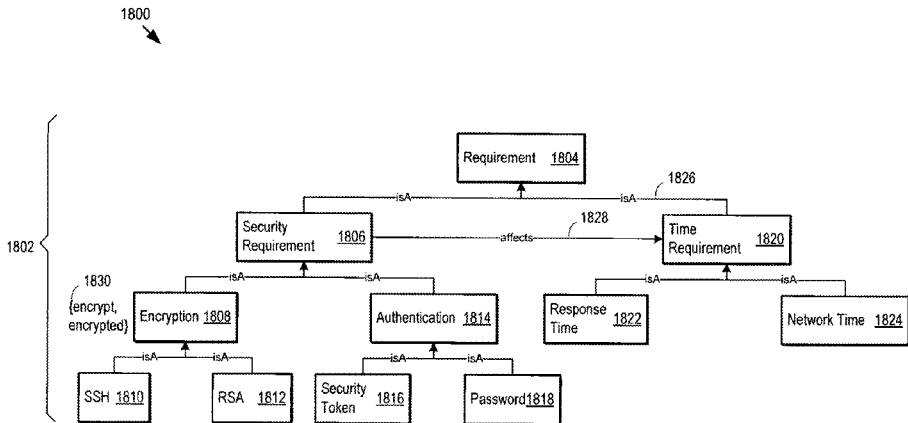 1800
Requirement 1804
isA
isA
1826
1802
Security
Requirement 1806
affects
1828
Time
Requirement 1820
isA
isA
isA
isA
1830
{encrypt,
encrypted}
Encryption 1808
Authentication 1814
Response
Time 1822
Network Time 1824
isA
isA
isA
isA
SSH 1810
RSA 1812
Security
Token 1816
Password 1818